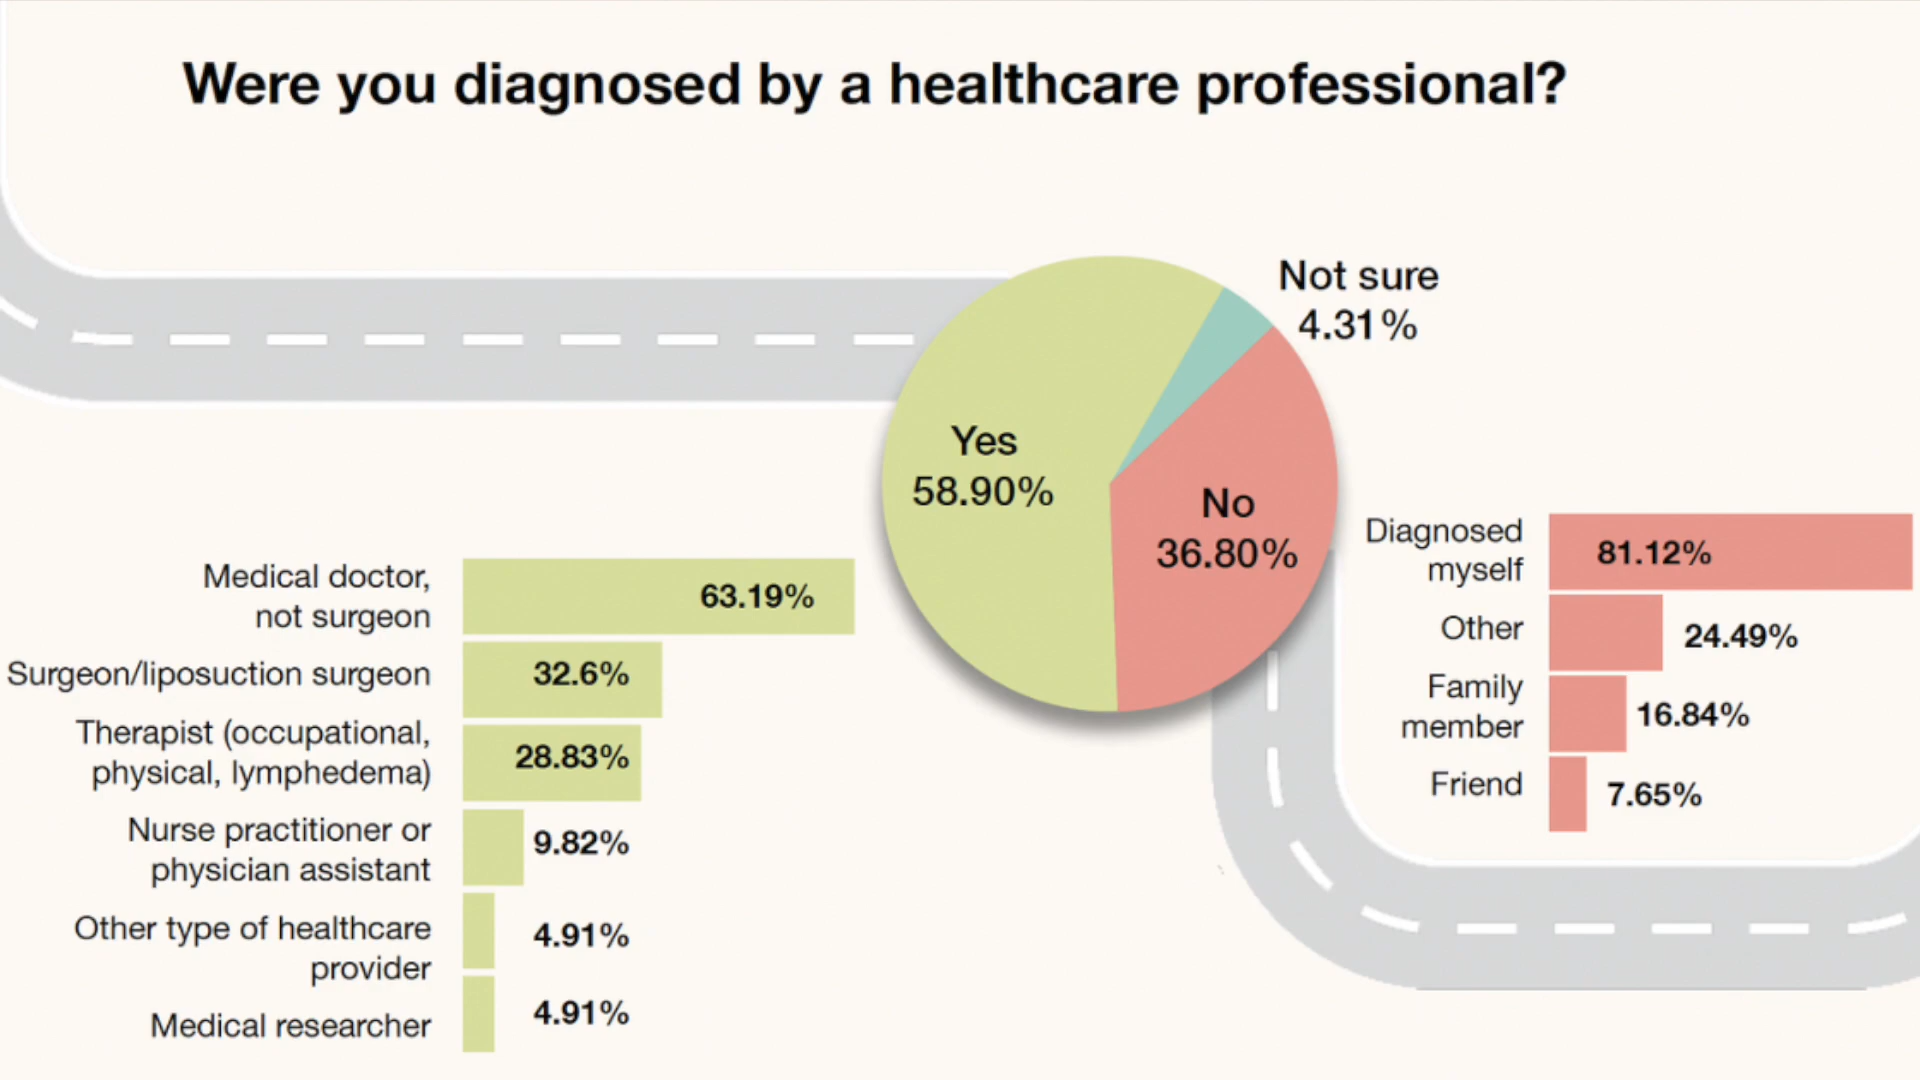 Were you diagnosed by a healthcare professional?
Not sure
4.31%
Yes
58.90%
No
36.80%
Medical doctor,
not surgeon
63.19%
Surgeon/liposuction surgeon
32.6%
Therapist (occupational,
physical, lymphedema)
28.83%
Nurse practitioner or
physician assistant
9.82%
Other type of healthcare
provider
4.91%
Medical researcher
4.91%
Diagnosed
myself
81.12%
Other
24.49%
Family
member
16.84%
Friend
7.65%